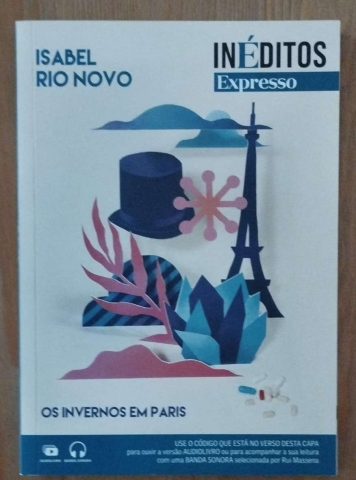 ISABEL
RIO NOVO
INÉDITOS
Expresso
OS INVERNOS EM PARIS
USE O CÓDIGO QUE ESTÁ NO VERSO DESTA CAPA
para ouvir a versão AUDIOLIVRO ou para acompanhar a sua leitura
com uma BANDA SONORA selecionada por Rui Massena